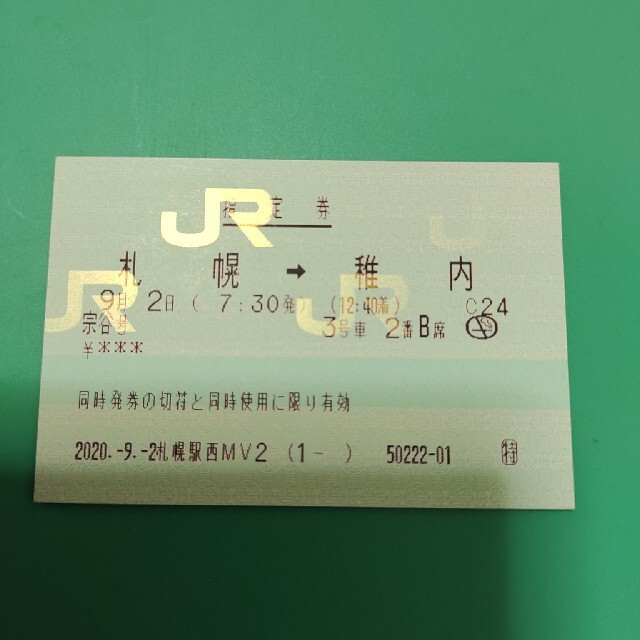 指定券
札幌 → 稚内
9月 2日 ( 7:30発) (12:40着) C24
宗谷号 3号車 2番B席
¥***
同時発券の切符と同時使用に限り有効
2020.-9.-2札幌駅西MV2 (1- ) 50222-01 特
JR
JR
JR
J